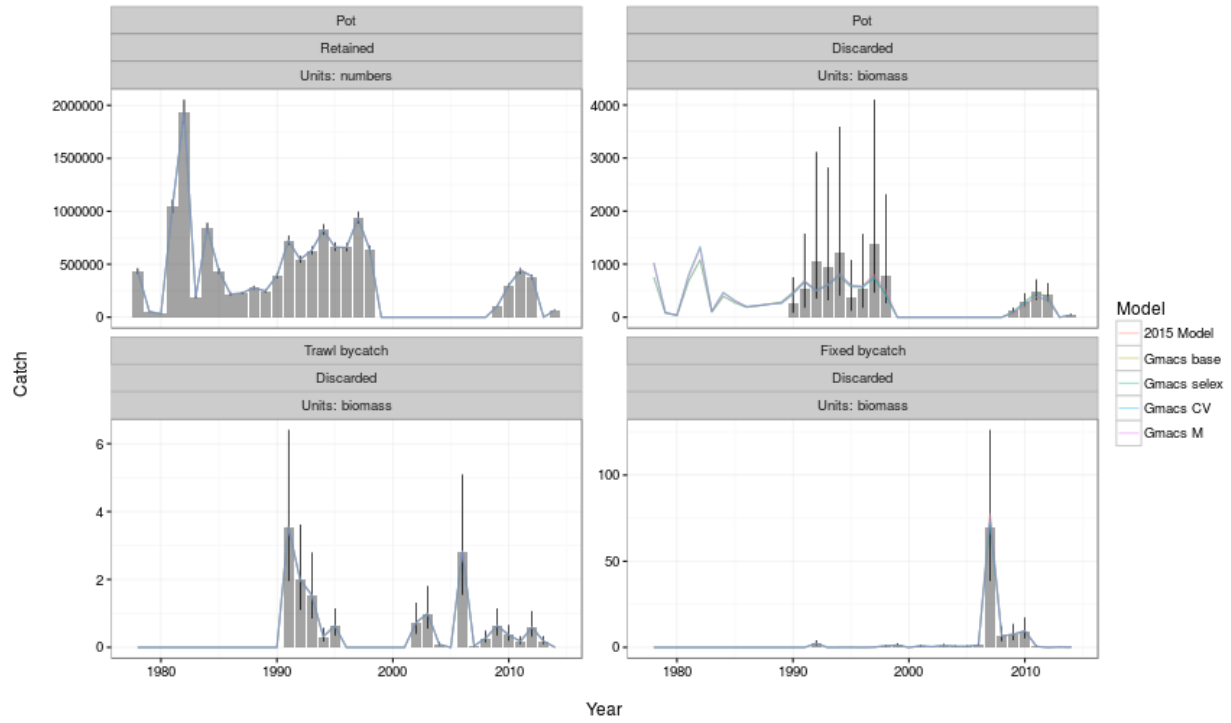 Pot
Retained
Units: numbers
2000000
1500000
1000000
500000
0
Pot
Discarded
Units: biomass
4000
3000
2000
1000
0
Trawl bycatch
Discarded
Units: biomass
6
4
2
0
1980 1990 2000 2010
Fixed bycatch
Discarded
Units: biomass
100
50
0
1980 1990 2000 2010
Catch
Year
Model
2015 Model
Gmacs base
Gmacs selex
Gmacs CV
Gmacs M